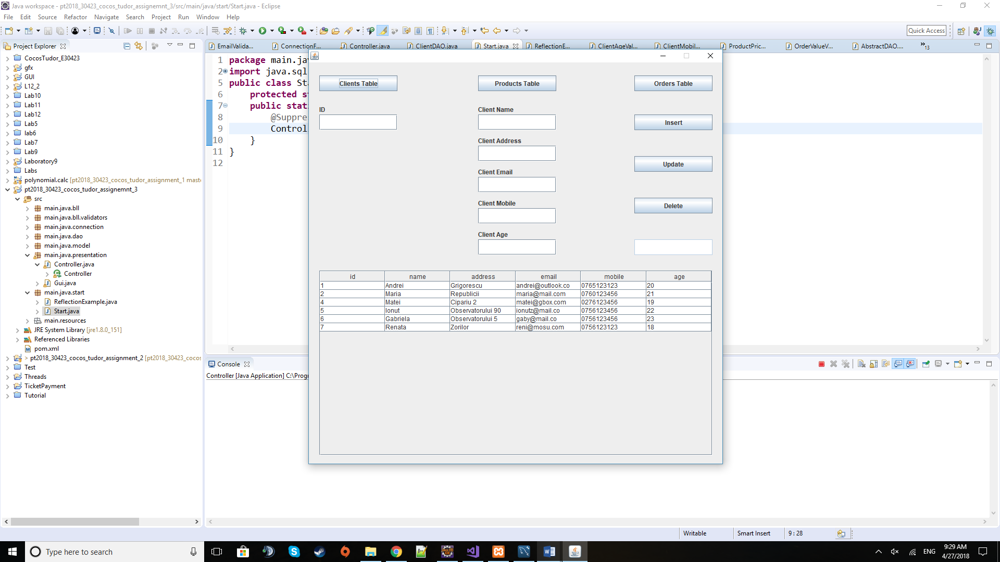 Java workspace - pt2018_30423_cocos_tudor_assignemnt_3/src/main/java/start/Start.java - Eclipse
File Edit Source Refactor Navigate Search Project Run Window Help
Quick Access
Project Explorer
CocosTudor_E30423
gfx
GUI
L12_2
Lab10
Lab11
Lab12
Lab5
lab6
Lab7
Lab9
Laboratory9
Labs
polynomial.calc [pt2018_30423_cocos_tudor_assignment_1 maste
pt2018_30423_cocos_tudor_assignemnt_3
src
main.java.bll
main.java.bll.validators
main.java.connection
main.java.dao
main.java.model
main.java.presentation
Controller.java
Controller
Gui.java
main.java.start
ReflectionExample.java
Start.java
main.resources
JRE System Library [jre1.8.0_151]
Referenced Libraries
pom.xml
> pt2018_30423_cocos_tudor_assignment_2 [pt2018_30423_cocos
Test
Threads
TicketPayment
Tutorial
EmailValida... ConnectionF... Controller.java ClientDAO.java Start.java ReflectionE... ClientAgeVal... ClientMobil... ProductPric... OrderValueV... AbstractDAO.... »13
1 package main.jav
2 import java.sql
5 public class St
6 protected st
7 public stati
8 @Suppre
9 Control
10 }
11 }
12
Clients Table Products Table Orders Table
ID Client Name
Insert
Client Address
Update
Client Email
Client Mobile
Delete
Client Age
id name address email mobile age
1 Andrei Grigorescu andrei@outlook.co 0765123123 20
2 Maria Republicii maria@mail.com 0760123456 21
4 Matei Cipariu 2 matei@gbox.com 0276123456 19
5 Ionut Observatorului 90 ionutz@mail.co 0756123456 22
6 Gabriela Observatorului 5 gaby@mail.co 0756123456 23
7 Renata Zorilor reni@mosu.com 0756123123 18
Console
Controller [Java Application] C:\Progr
Writable Smart Insert 9 : 28
Type here to search
ENG
9:29 AM
4/27/2018